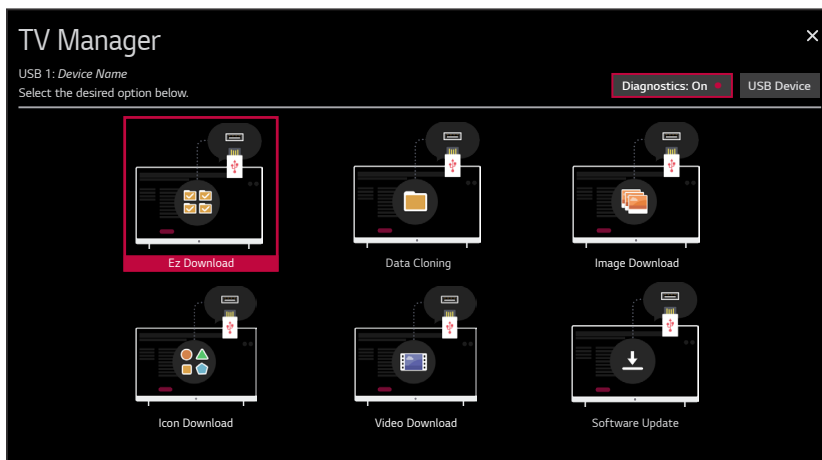 TV Manager
USB 1: Device Name
Select the desired option below.
Diagnostics: On
USB Device
Ez Download
Data Cloning
Image Download
Icon Download
Video Download
Software Update